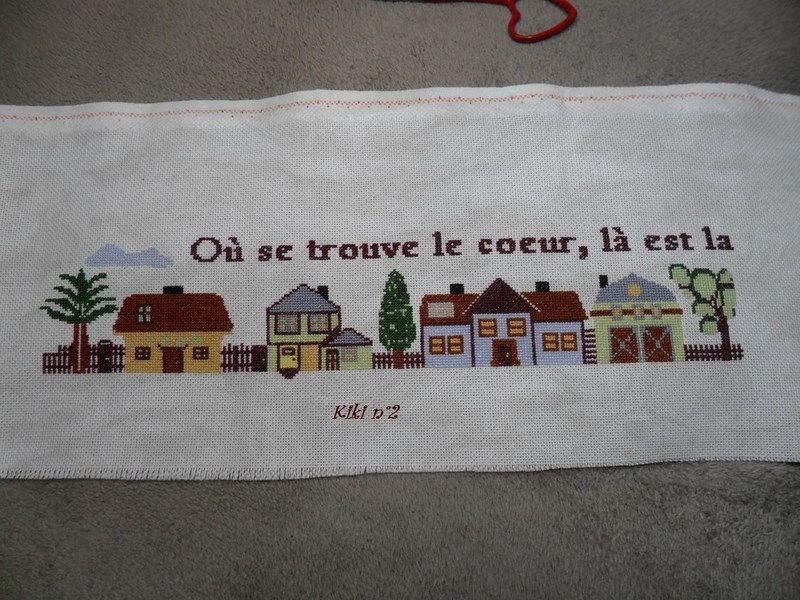 Où se trouve le coeur, là est la
Kiki n°2